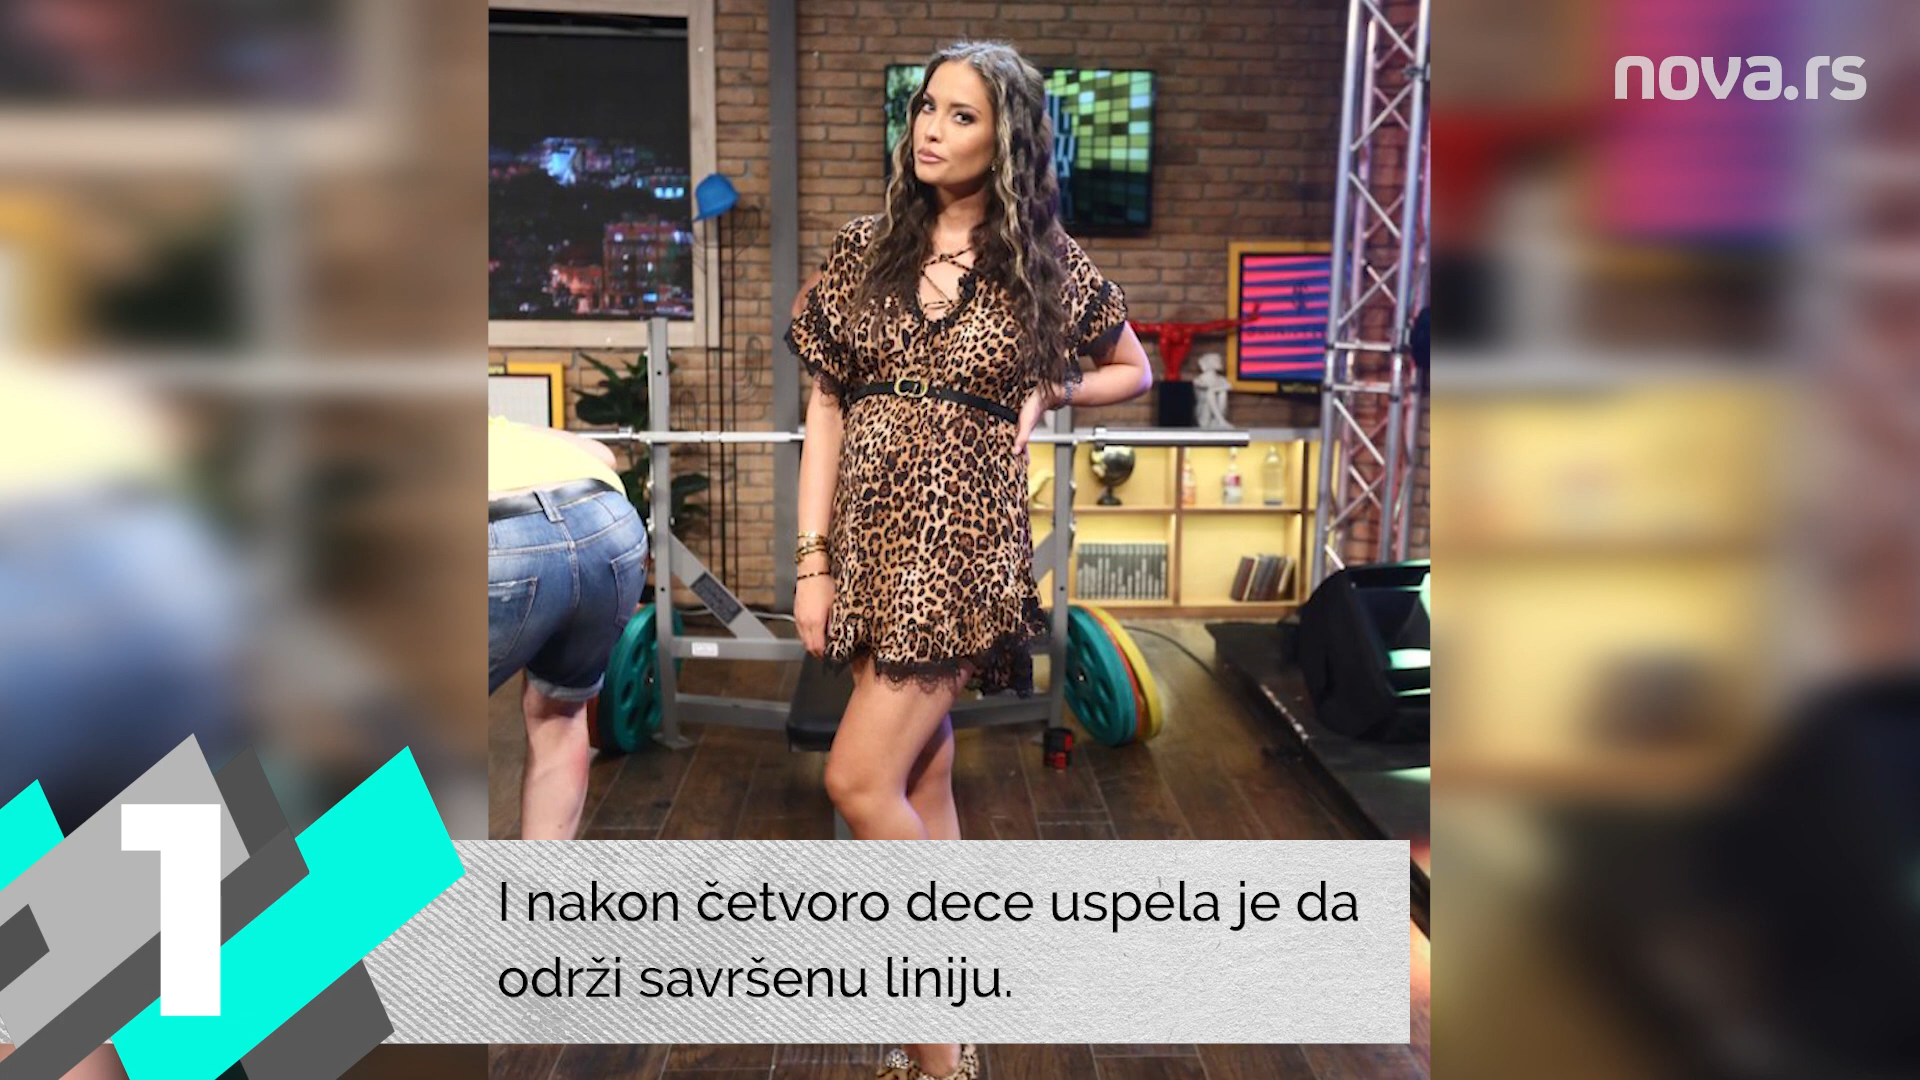 nova.rs
1
I nakon četvoro dece uspela je da
održi savršenu liniju.